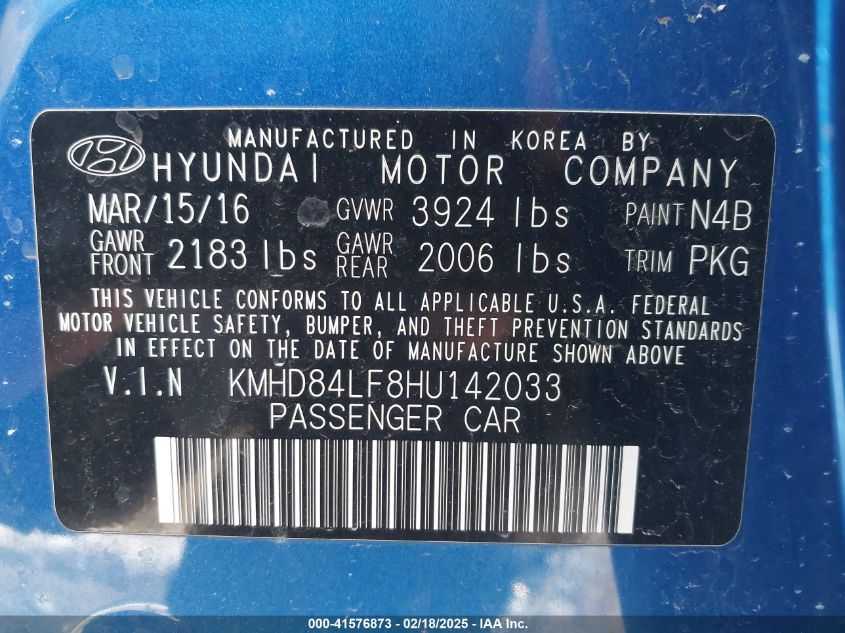 MANUFACTURED IN KOREA BY
HYUNDAI MOTOR COMPANY
MAR/15/16 GVWR 3924 lbs PAINT N4B
GAWR FRONT 2183 lbs GAWR REAR 2006 lbs TRIM PKG
THIS VEHICLE CONFORMS TO ALL APPLICABLE U.S.A. FEDERAL
MOTOR VEHICLE SAFETY, BUMPER, AND THEFT PREVENTION STANDARDS
IN EFFECT ON THE DATE OF MANUFACTURE SHOWN ABOVE
V.I.N KMHD84LF8HU142033
PASSENGER CAR
000-41576873 - 02/18/2025 - IAA Inc.